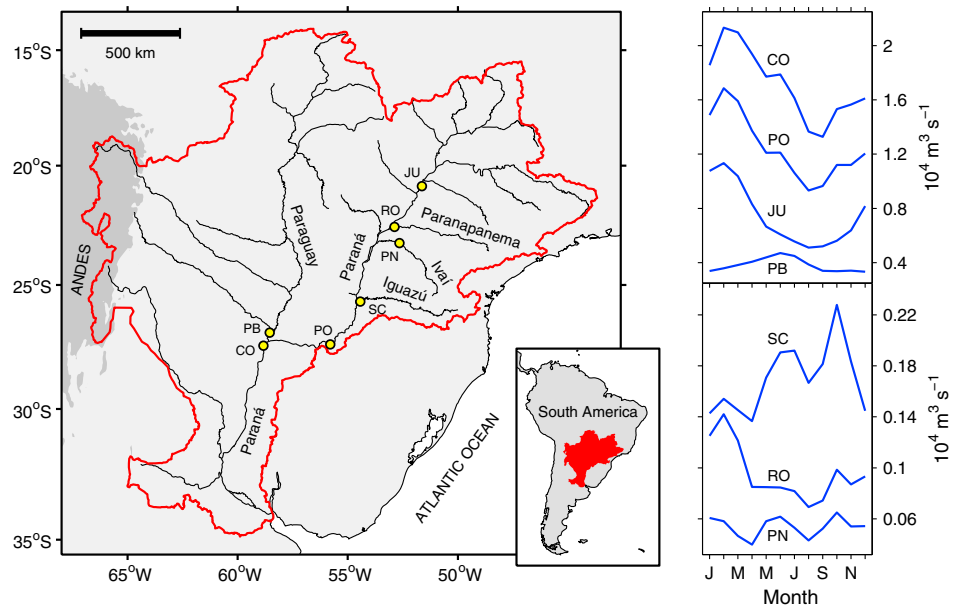 500 km
15°S
20°S
25°S
30°S
35°S
65°W
60°W
55°W
50°W
ANDES
Paraguay
Paraná
Paranapanema
Ivaí
Iguazú
Paraná
JU
RO
PN
SC
PB
CO
PO
ATLANTIC OCEAN
South America
CO
PO
JU
PB
2
1.6
1.2
0.8
0.4
10⁴ m³ s⁻¹
SC
RO
PN
0.22
0.18
0.14
0.1
0.06
10⁴ m³ s⁻¹
J M M J S N
Month